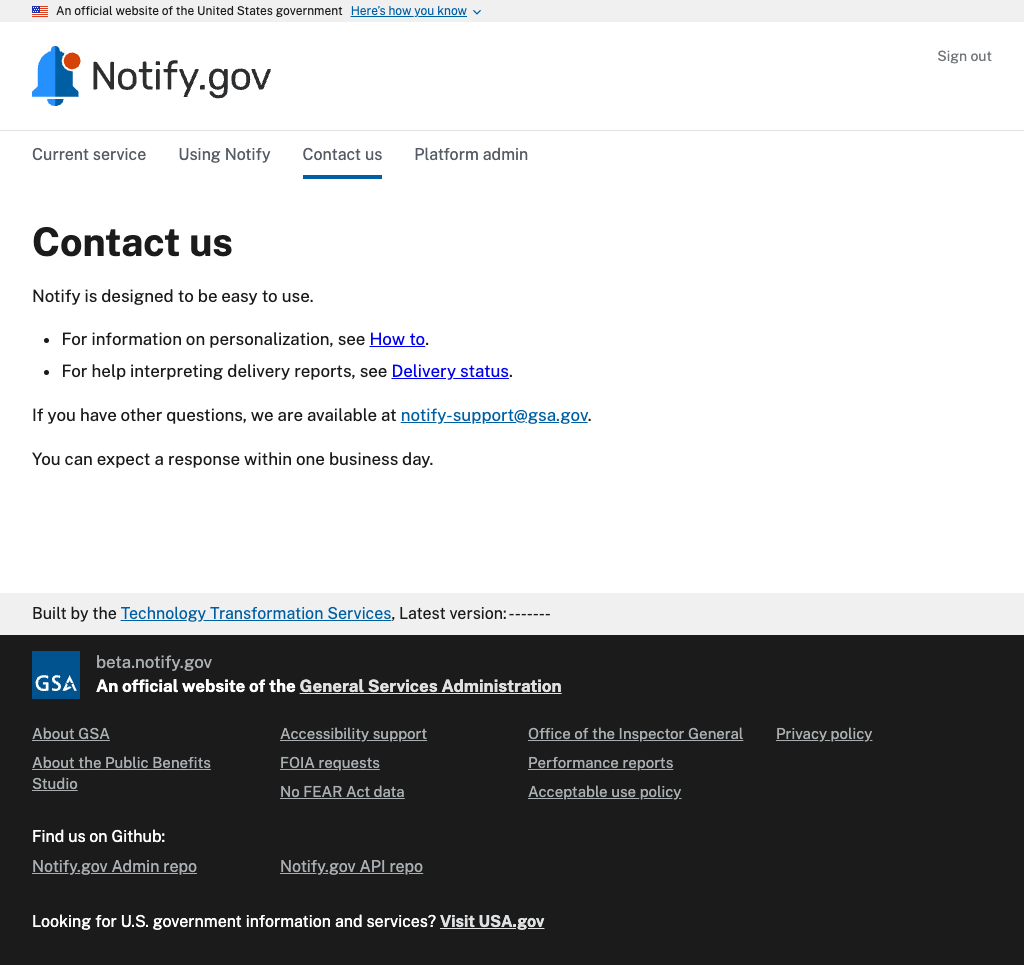 An official website of the United States government Here's how you know
Notify.gov
Sign out
Current service Using Notify Contact us Platform admin
Contact us
Notify is designed to be easy to use.
• For information on personalization, see How to.
• For help interpreting delivery reports, see Delivery status.
If you have other questions, we are available at notify-support@gsa.gov.
You can expect a response within one business day.
Built by the Technology Transformation Services, Latest version: -------
GSA
beta.notify.gov
An official website of the General Services Administration
About GSA Accessibility support Office of the Inspector General Privacy policy
About the Public Benefits
Studio
FOIA requests Performance reports
No FEAR Act data Acceptable use policy
Find us on Github:
Notify.gov Admin repo Notify.gov API repo
Looking for U.S. government information and services? Visit USA.gov